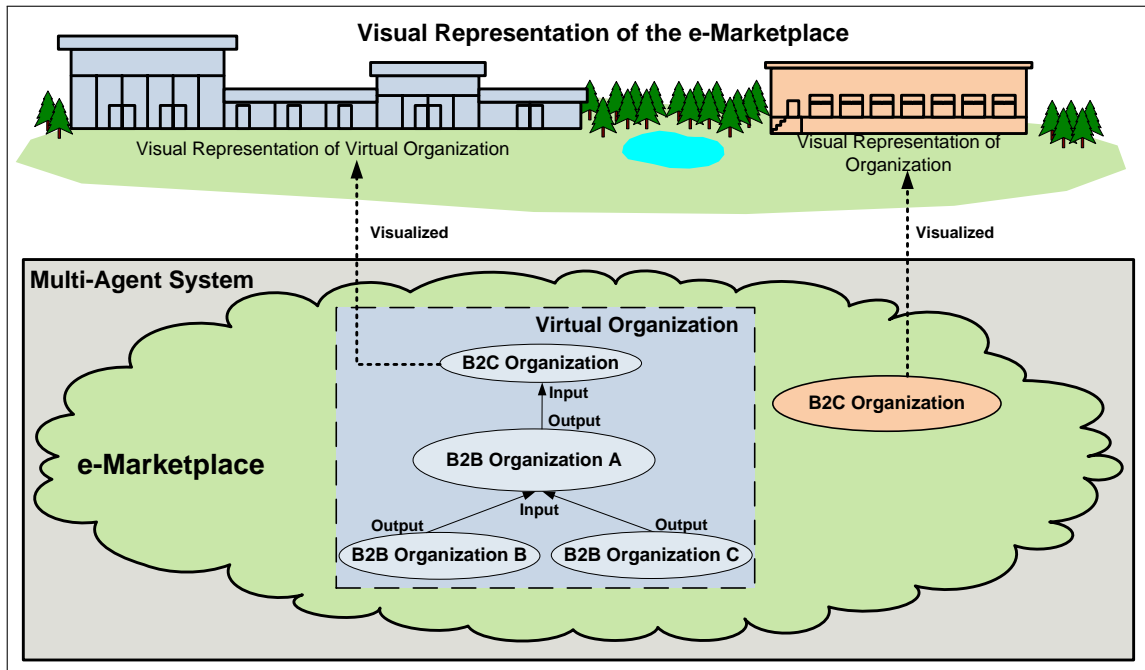 Visual Representation of the e-Marketplace
Visual Representation of Virtual Organization
Visual Representation of
Organization
Visualized
Visualized
Multi-Agent System
Virtual Organization
B2C Organization
Input
Output
B2C Organization
B2B Organization A
e-Marketplace
Output
Input
Output
B2B Organization B
B2B Organization C